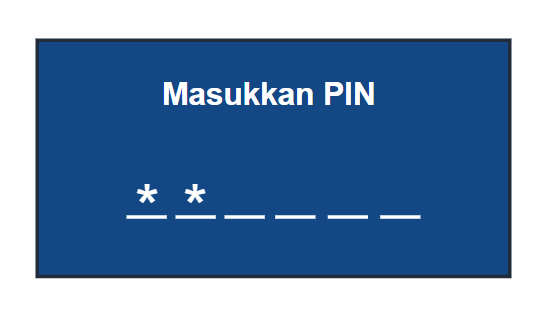 Masukkan PIN
* * _ _ _ _